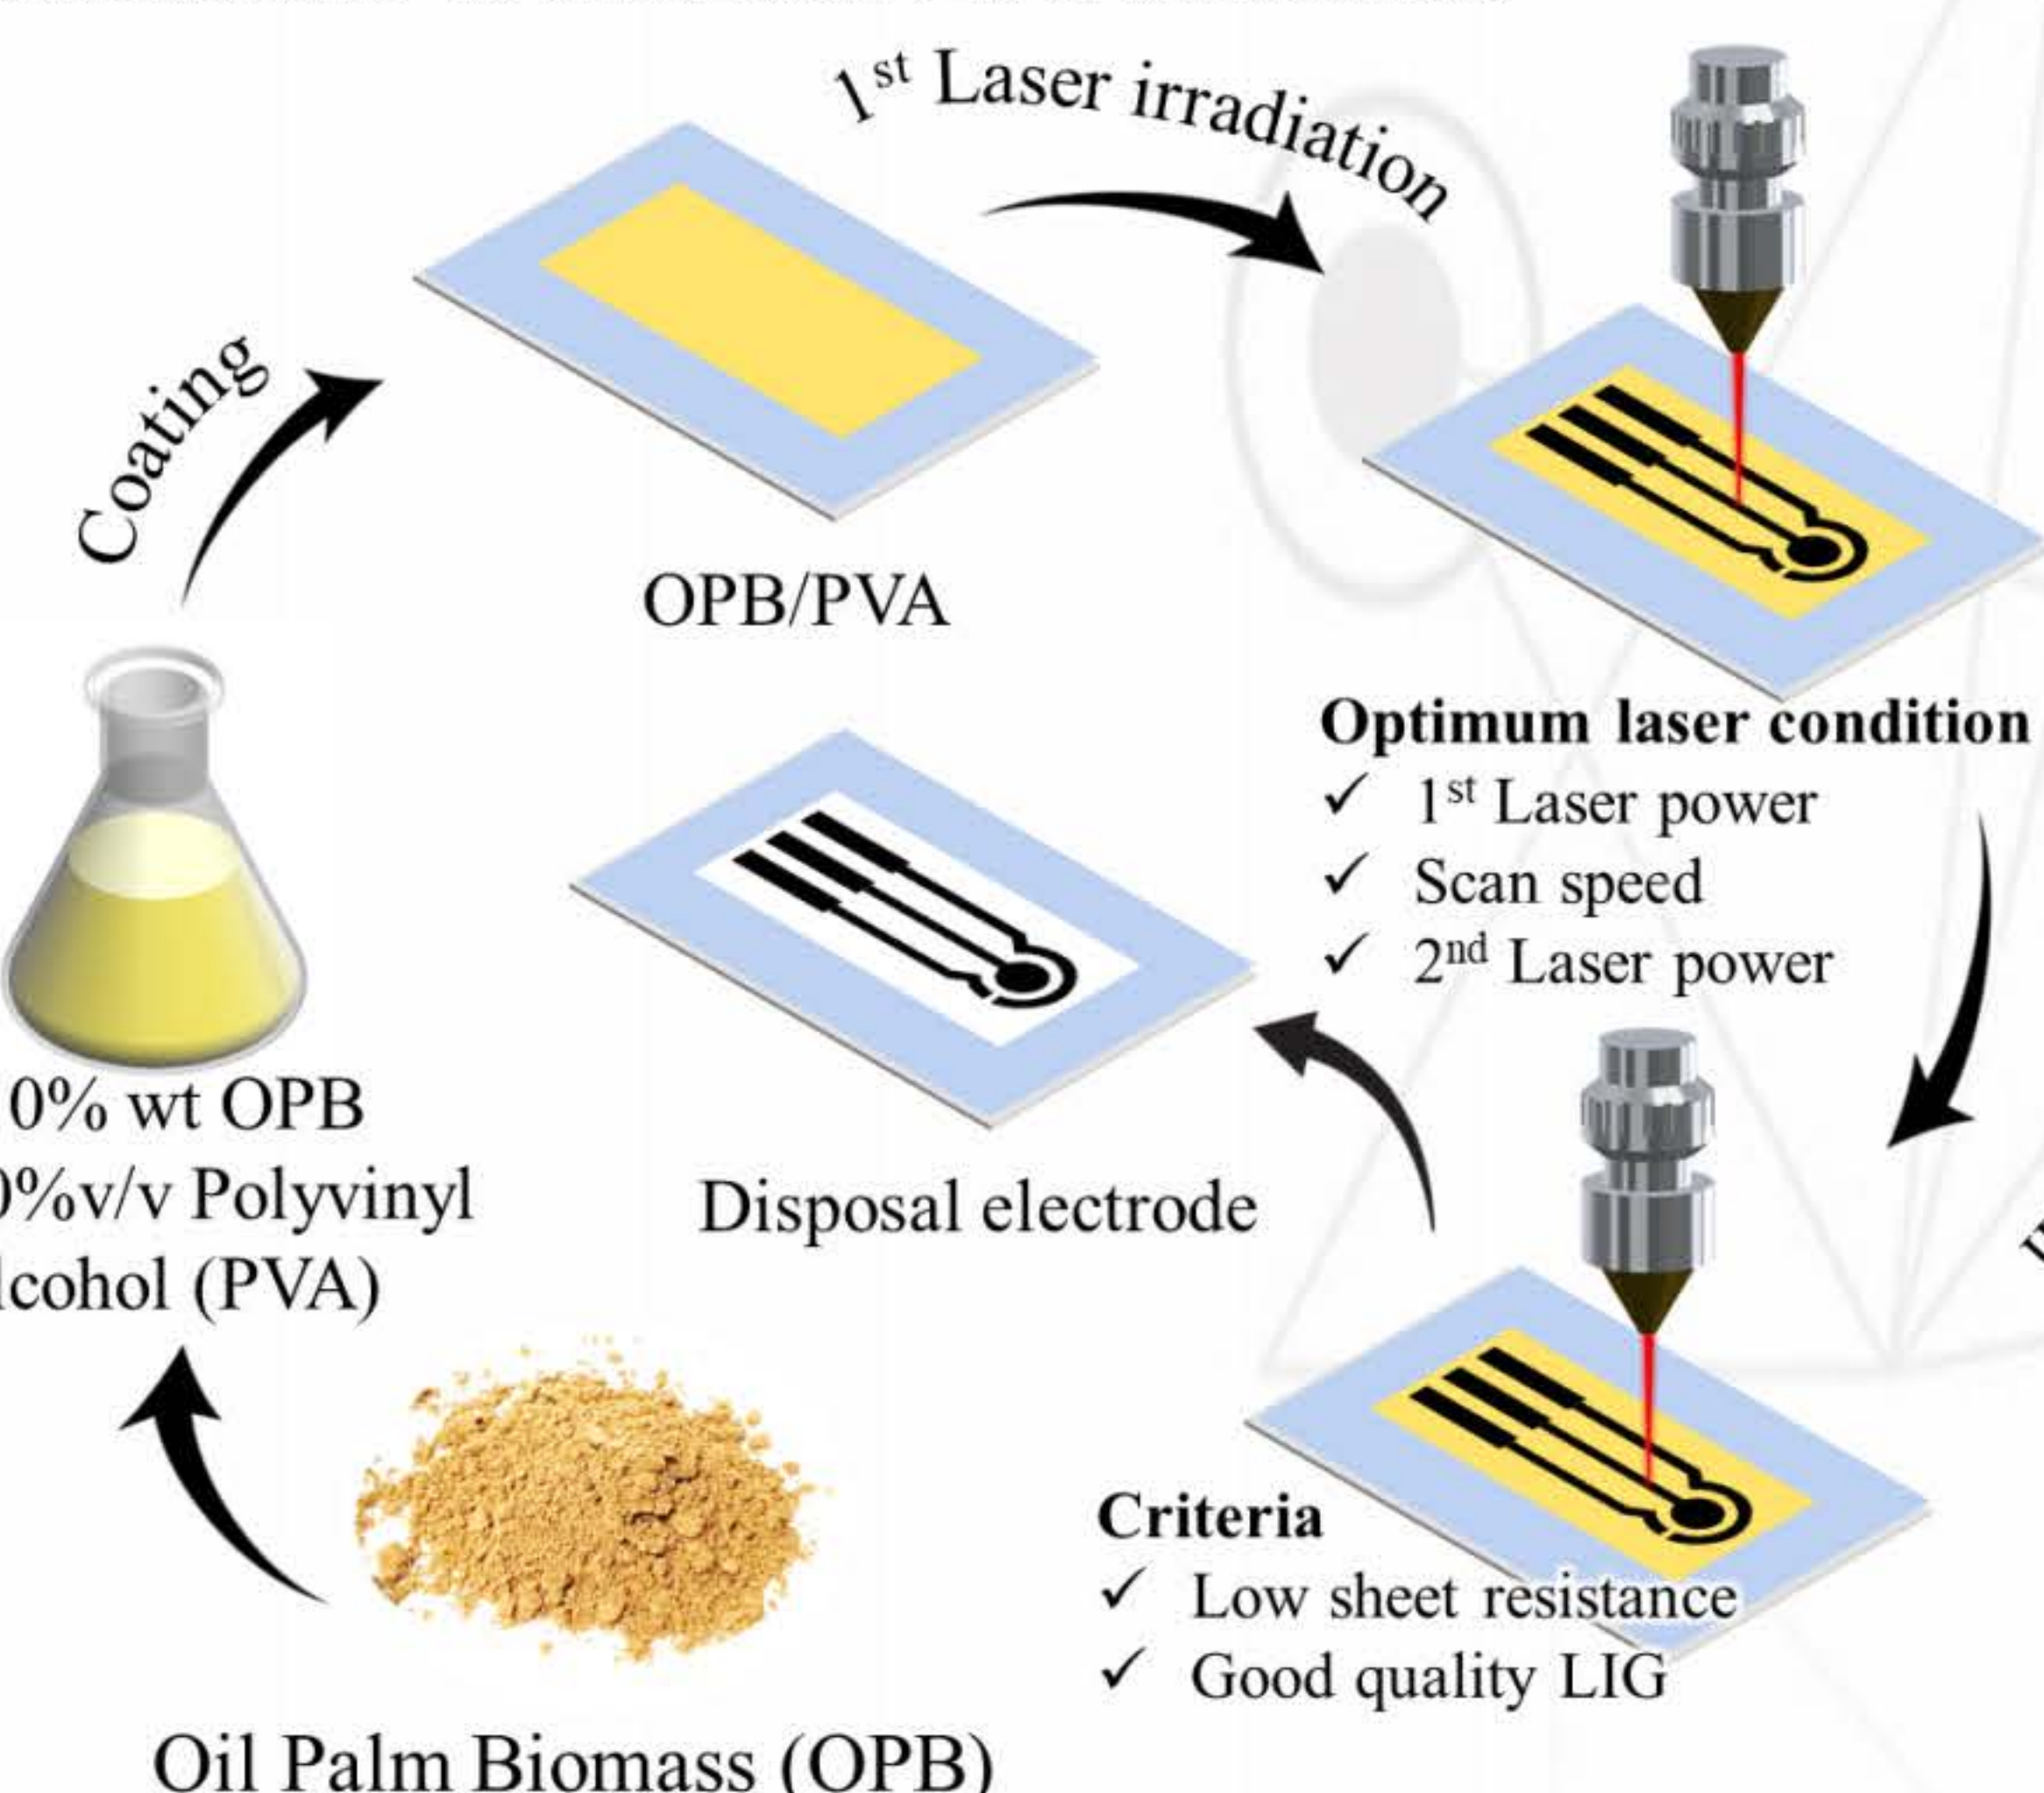 1st Laser irradiation
Coating
OPB/PVA
Optimum laser condition
✓ 1st Laser power
✓ Scan speed
✓ 2nd Laser power
0% wt OPB
%v/v Polyvinyl
lcohol (PVA)
Disposal electrode
Criteria
✓ Low sheet resistance
✓ Good quality LIG
Oil Palm Biomass (OPB)